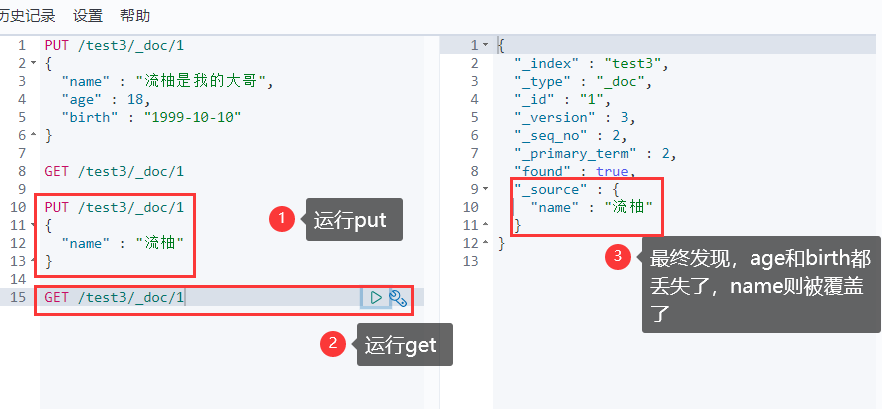 历史记录 设置 帮助
1 PUT /test3/_doc/1
2 {
3 "name" : "流柚是我的大哥",
4 "age" : 18,
5 "birth" : "1999-10-10"
6 }
7
8 GET /test3/_doc/1
9
10 PUT /test3/_doc/1
11 {
12 "name" : "流柚"
13 }
14
15 GET /test3/_doc/1
1 运行put
2 运行get
1 {
2 "_index" : "test3",
3 "_type" : "_doc",
4 "_id" : "1",
5 "_version" : 3,
6 "_seq_no" : 2,
7 "_primary_term" : 2,
8 "found" : true,
9 "_source" : {
10 "name" : "流柚"
11 }
12 }
13
3 最终发现，age和birth都
丢失了，name则被覆盖
了